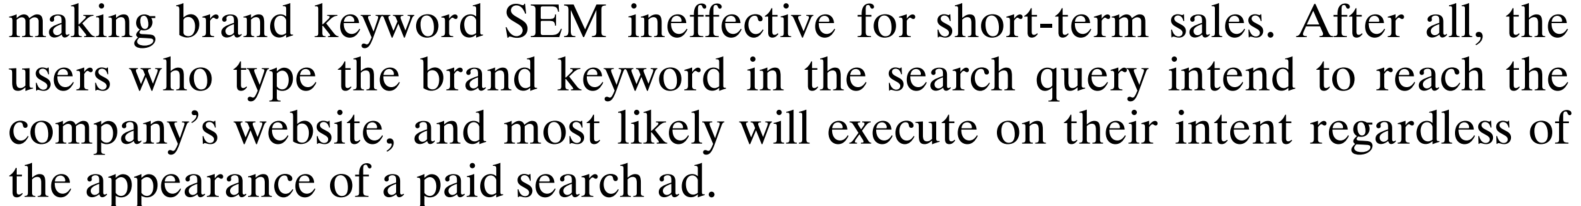 making brand keyword SEM ineffective for short-term sales. After all, the
users who type the brand keyword in the search query intend to reach the
company’s website, and most likely will execute on their intent regardless of
the appearance of a paid search ad.